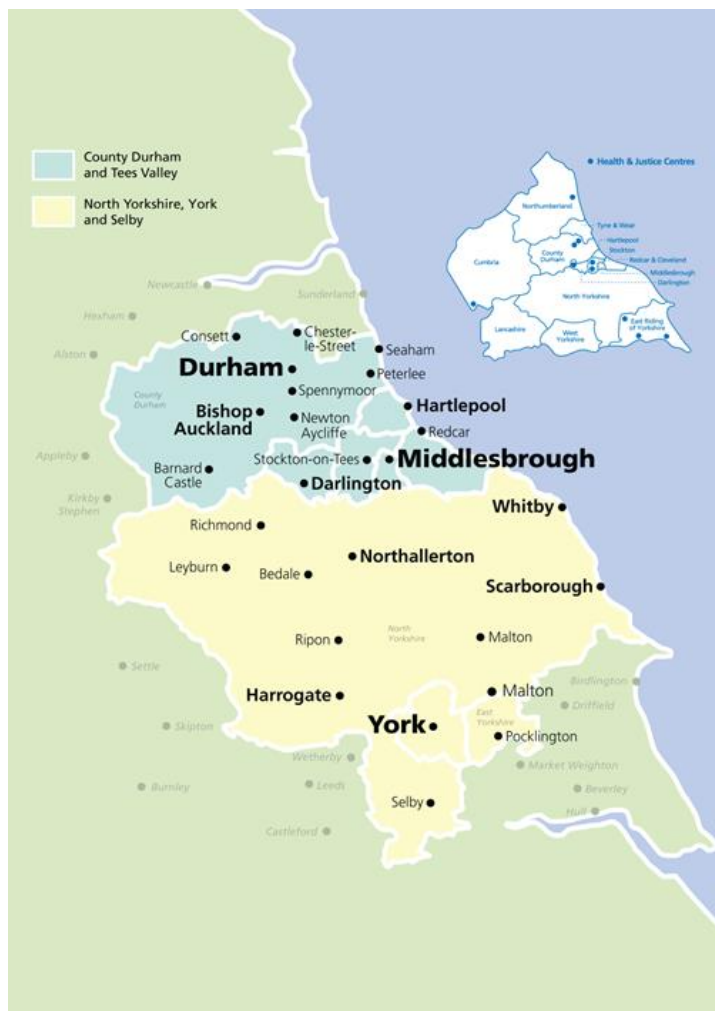 County Durham
and Tees Valley
North Yorkshire, York
and Selby
Health & Justice Centres
Northumberland
Tyne & Wear
Hartlepool
Stockton
Redcar & Cleveland
Middlesbrough
Darlington
County
Durham
Cumbria
North Yorkshire
Lancashire
West
Yorkshire
East Riding
of Yorkshire
Newcastle
Sunderland
Hexham
Alston
Consett
Chester-
le-Street
Seaham
Durham
Peterlee
Spennymoor
County
Durham
Bishop
Auckland
Newton
Aycliffe
Hartlepool
Redcar
Appleby
Barnard
Castle
Stockton-on-Tees
Middlesbrough
Darlington
Kirkby
Stephen
Whitby
Richmond
Northallerton
Leyburn
Bedale
Scarborough
North
Yorkshire
Ripon
Malton
Settle
Birdlington
Harrogate
Malton
Driffield
Skipton
York
East
Yorkshire
Pocklington
Wetherby
Market Weighton
Burnley
Leeds
Beverley
Selby
Hull
Castleford